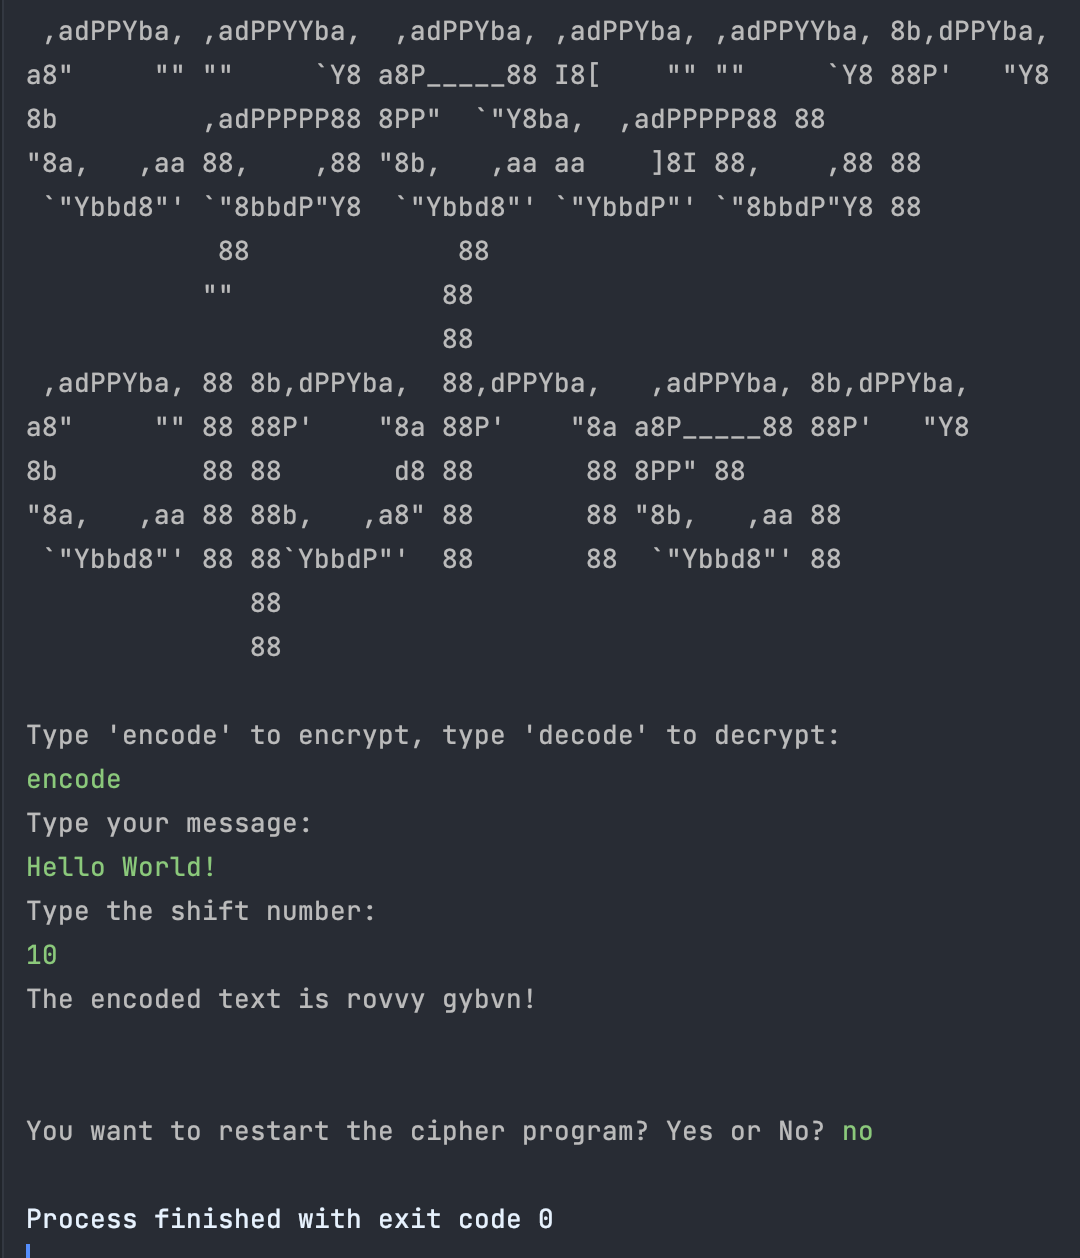 ,adPPYba, ,adPPYYba,  ,adPPYba, ,adPPYba, ,adPPYYba, 8b,dPPYba,
a8"     "" ""     `Y8 a8P_____88 I8[    "" ""     `Y8 88P'   "Y8
8b         ,adPPPPP88 8PP"  `"Y8ba,  ,adPPPPP88 88
"8a,   ,aa 88,    ,88 "8b,   ,aa aa    ]8I 88,    ,88 88
 `"Ybbd8"' `"8bbdP"Y8  `"Ybbd8"' `"YbbdP"' `"8bbdP"Y8 88
            88             88
           ""             88
                          88
 ,adPPYba, 88 8b,dPPYba,  88,dPPYba,   ,adPPYba, 8b,dPPYba,
a8"     "" 88 88P'    "8a 88P'    "8a a8P_____88 88P'   "Y8
8b         88 88       d8 88       88 8PP" 88
"8a,   ,aa 88 88b,   ,a8" 88       88 "8b,   ,aa 88
 `"Ybbd8"' 88 88`YbbdP"'  88       88  `"Ybbd8"' 88
              88
              88

Type 'encode' to encrypt, type 'decode' to decrypt:
encode
Type your message:
Hello World!
Type the shift number:
10
The encoded text is rovvy gybvn!

You want to restart the cipher program? Yes or No? no

Process finished with exit code 0